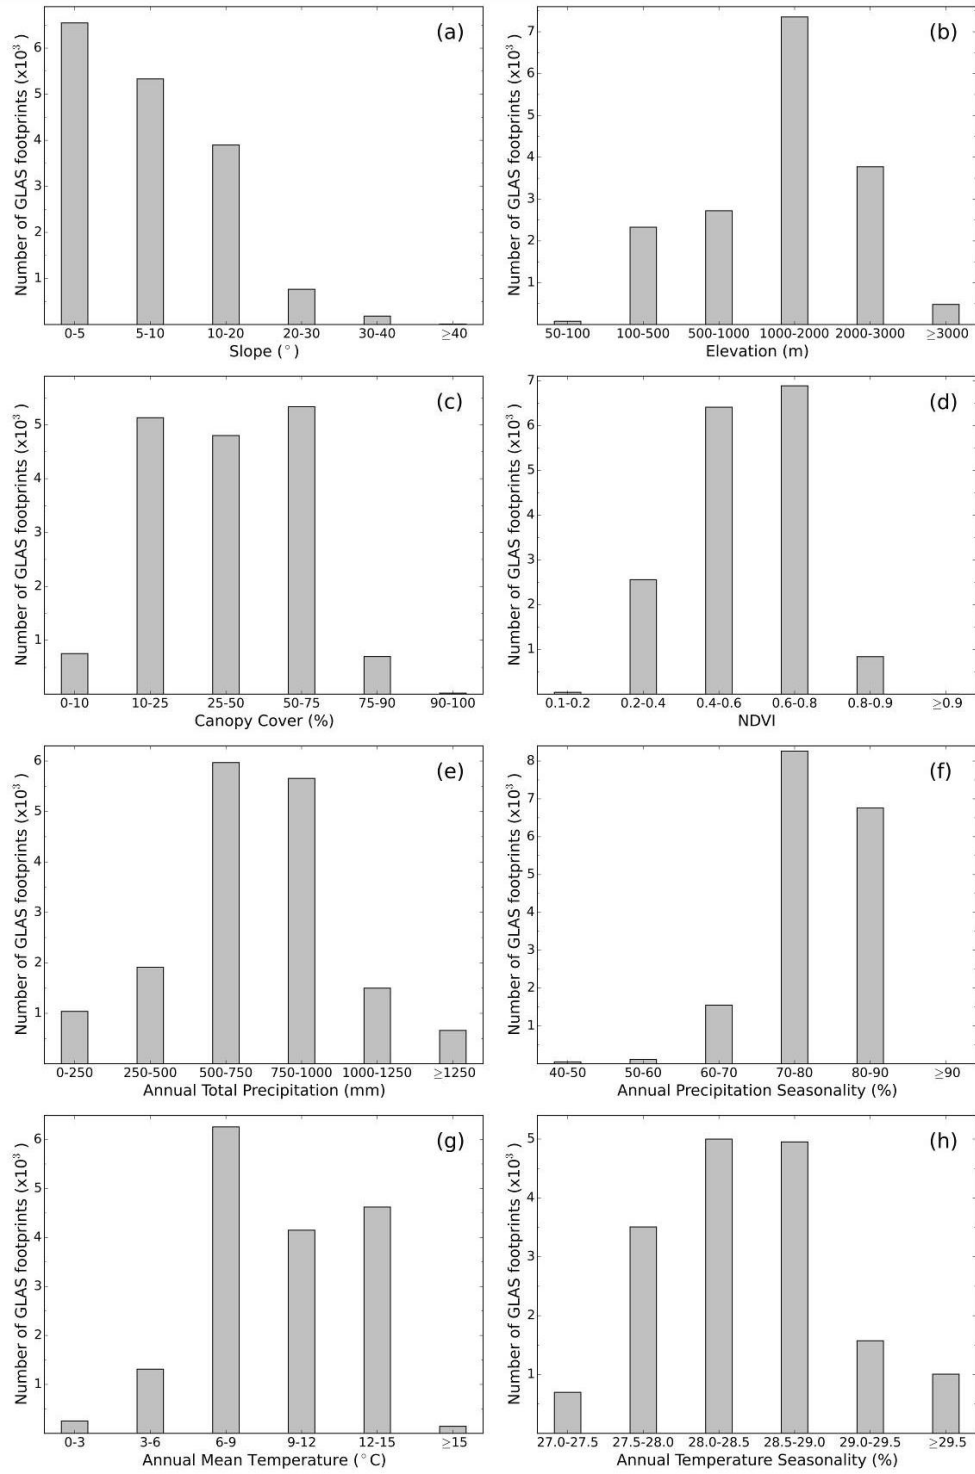 (a)
Number of GLAS footprints (x10³ )
6
5
4
3
2
1
0-5 5-10 10-20 20-30 30-40 ≥40
Slope (°)
(b)
Number of GLAS footprints (x10³ )
7
6
5
4
3
2
1
50-100 100-500 500-1000 1000-2000 2000-3000 ≥3000
Elevation (m)
(c)
Number of GLAS footprints (x10³ )
5
4
3
2
1
0-10 10-25 25-50 50-75 75-90 90-100
Canopy Cover (%)
(d)
Number of GLAS footprints (x10³ )
7
6
5
4
3
2
1
0.1-0.2 0.2-0.4 0.4-0.6 0.6-0.8 0.8-0.9 ≥0.9
NDVI
(e)
Number of GLAS footprints (x10³ )
6
5
4
3
2
1
0-250 250-500 500-750 750-1000 1000-1250 ≥1250
Annual Total Precipitation (mm)
(f)
Number of GLAS footprints (x10³ )
8
7
6
5
4
3
2
1
40-50 50-60 60-70 70-80 80-90 ≥90
Annual Precipitation Seasonality (%)
(g)
Number of GLAS footprints (x10³ )
6
5
4
3
2
1
0-3 3-6 6-9 9-12 12-15 ≥15
Annual Mean Temperature (°C)
(h)
Number of GLAS footprints (x10³ )
5
4
3
2
1
27.0-27.5 27.5-28.0 28.0-28.5 28.5-29.0 29.0-29.5 ≥29.5
Annual Temperature Seasonality (%)